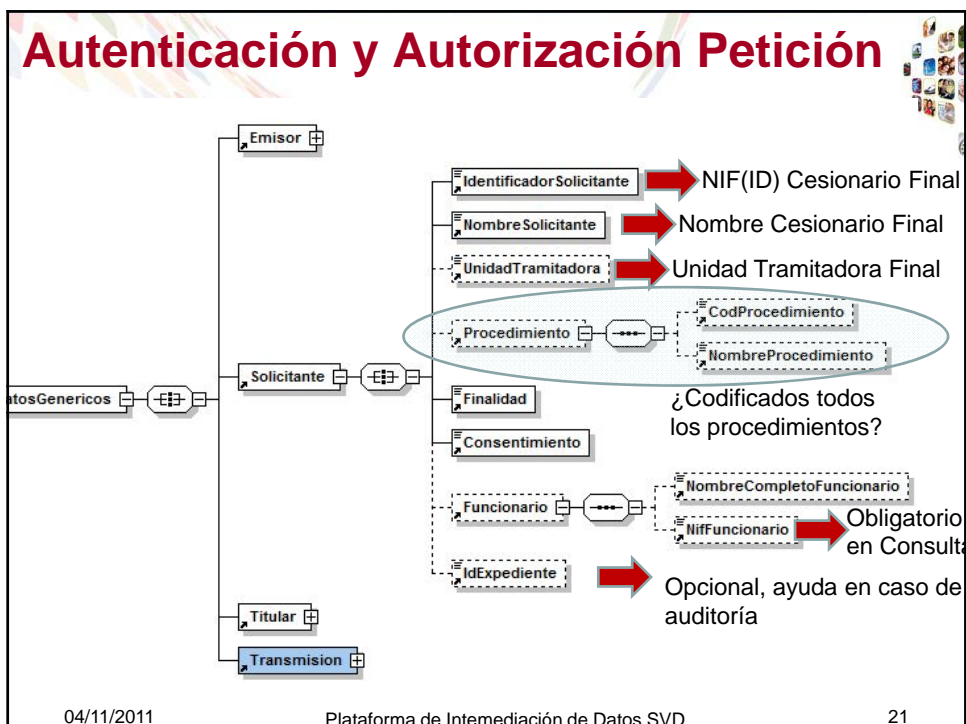 Autenticación y Autorización Petición
Emisor
IdentificadorSolicitante
NIF(ID) Cesionario Final
NombreSolicitante
Nombre Cesionario Final
UnidadTramitadora
Unidad Tramitadora Final
Procedimiento
CodProcedimiento
NombreProcedimiento
¿Codificados todos
los procedimientos?
atosGenericos
Solicitante
Finalidad
Consentimiento
Funcionario
NombreCompletoFuncionario
NifFuncionario
Obligatorio
en Consulta
IdExpediente
Opcional, ayuda en caso de
auditoría
Titular
Transmision
04/11/2011
Plataforma de Intemediación de Datos SVD
21